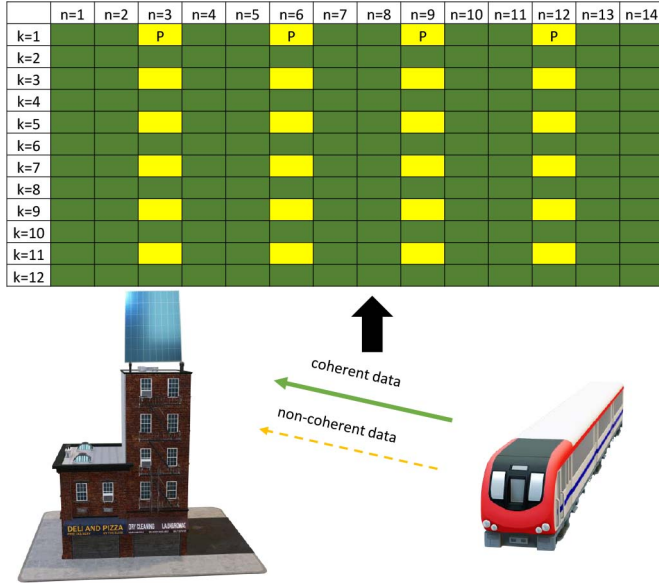 n=1 n=2 n=3 n=4 n=5 n=6 n=7 n=8 n=9 n=10 n=11 n=12 n=13 n=14
k=1 P P P P
k=2
k=3
k=4
k=5
k=6
k=7
k=8
k=9
k=10
k=11
k=12
coherent data
non-coherent data
DELI AND PIZZA DRY CLEANING LAUNDROMAT